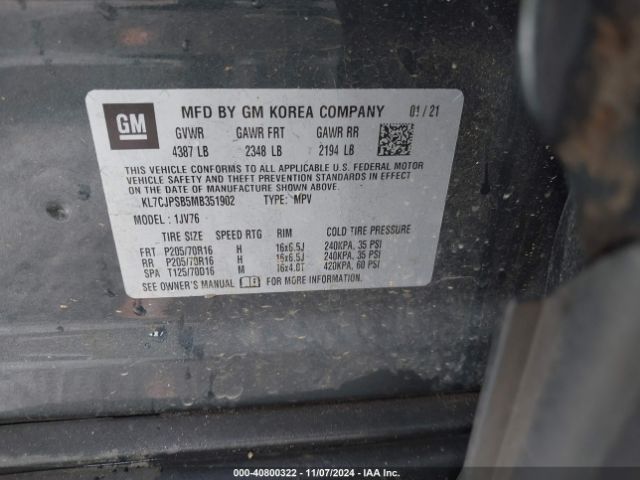 GM
MFD BY GM KOREA COMPANY 01/21
GVWR GAWR FRT GAWR RR
4387 LB 2348 LB 2194 LB
THIS VEHICLE CONFORMS TO ALL APPLICABLE U.S. FEDERAL MOTOR
VEHICLE SAFETY AND THEFT PREVENTION STANDARDS IN EFFECT ON
THE DATE OF MANUFACTURE SHOWN ABOVE.
KL7CJPSB5MB351902 TYPE: MPV
MODEL: 1JV76
TIRE SIZE SPEED RTG RIM COLD TIRE PRESSURE
FRT P205/70R16 H 16x6.5J 240KPA, 35 PSI
RR P205/70R16 H 16x6.5J 240KPA, 35 PSI
SPA T125/70D16 M 16x4.0T 420KPA, 60 PSI
SEE OWNER'S MANUAL FOR MORE INFORMATION.
000-40800322 - 11/07/2024 - IAA Inc.